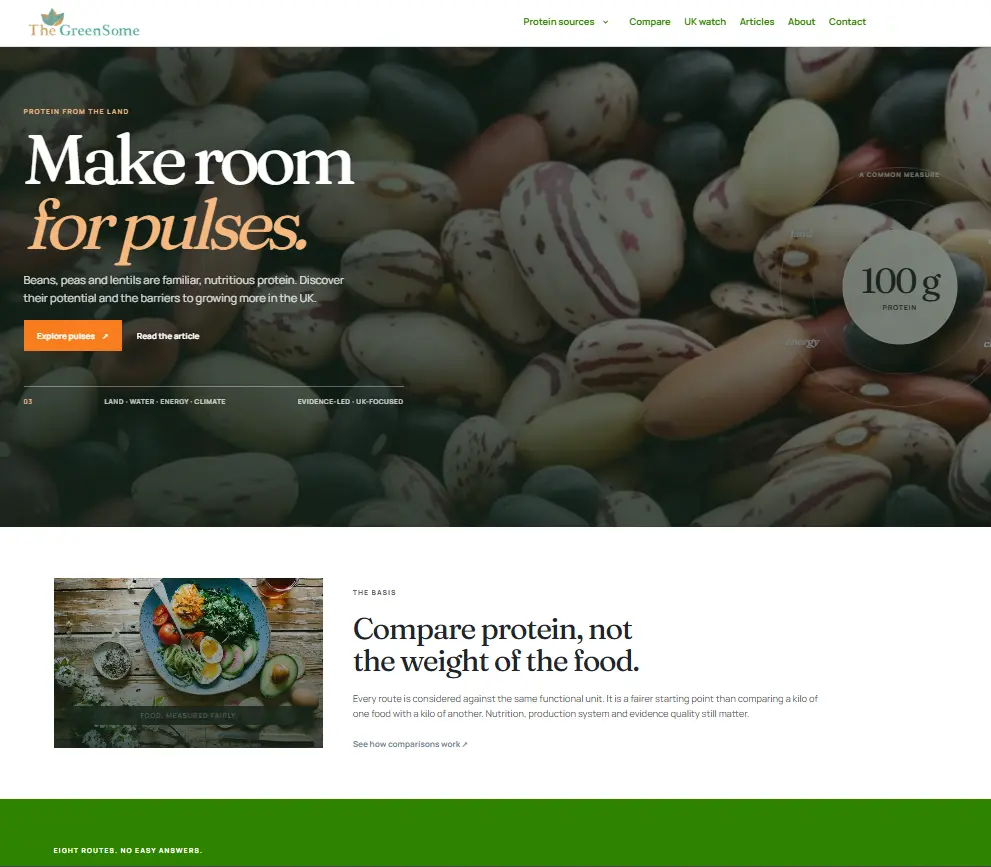 The GreenSome
Protein sources
Compare
UK watch
Articles
About
Contact
PROTEIN FROM THE LAND
Make room
for pulses.
Beans, peas and lentils are familiar, nutritious protein. Discover
their potential and the barriers to growing more in the UK.
Explore pulses ↗
Read the article
03
LAND · WATER · ENERGY · CLIMATE
EVIDENCE-LED · UK-FOCUSED
A COMMON MEASURE
Land
100 g
PROTEIN
Energy
FOOD, MEASURED FAIRLY
THE BASIS
Compare protein, not
the weight of the food.
Every route is considered against the same functional unit. It is a fairer starting point than comparing a kilo of
one food with a kilo of another. Nutrition, production system and evidence quality still matter.
See how comparisons work ↗
EIGHT ROUTES. NO EASY ANSWERS.